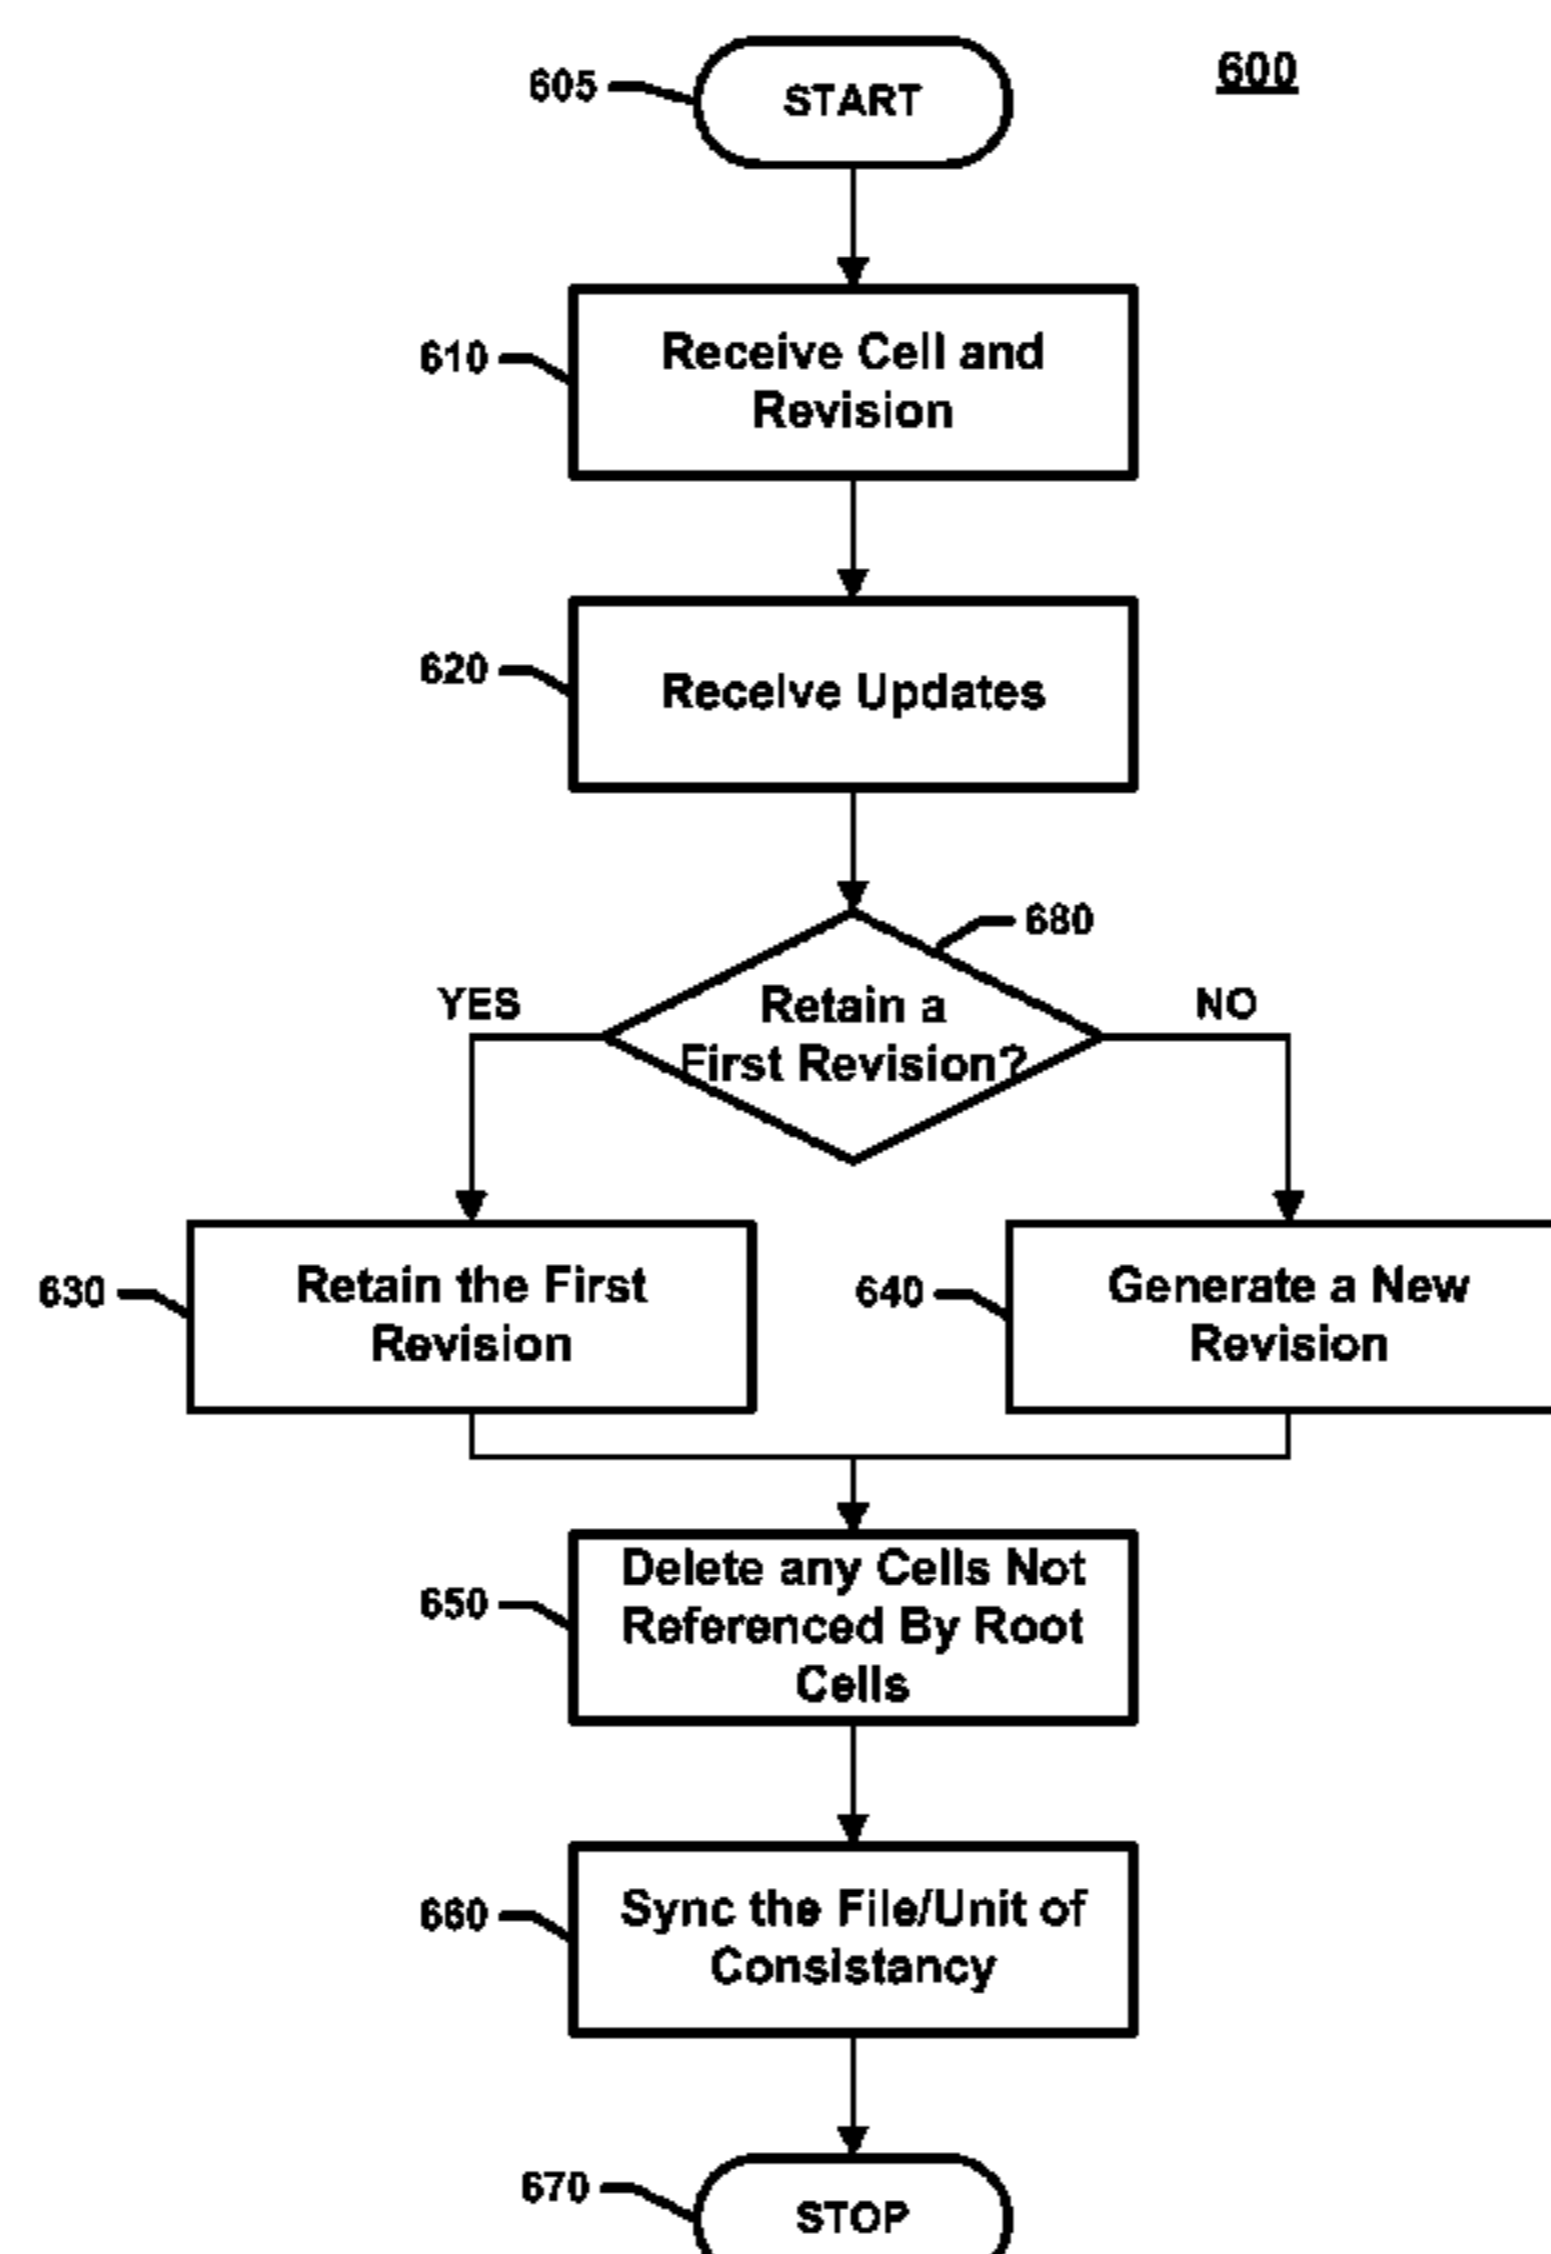 600
605
START
610
Receive Cell and
Revision
620
Receive Updates
680
Retain a
First Revision?
YES
NO
630
Retain the First
Revision
640
Generate a New
Revision
650
Delete any Cells Not
Referenced By Root
Cells
660
Sync the File/Unit of
Consistancy
670
STOP